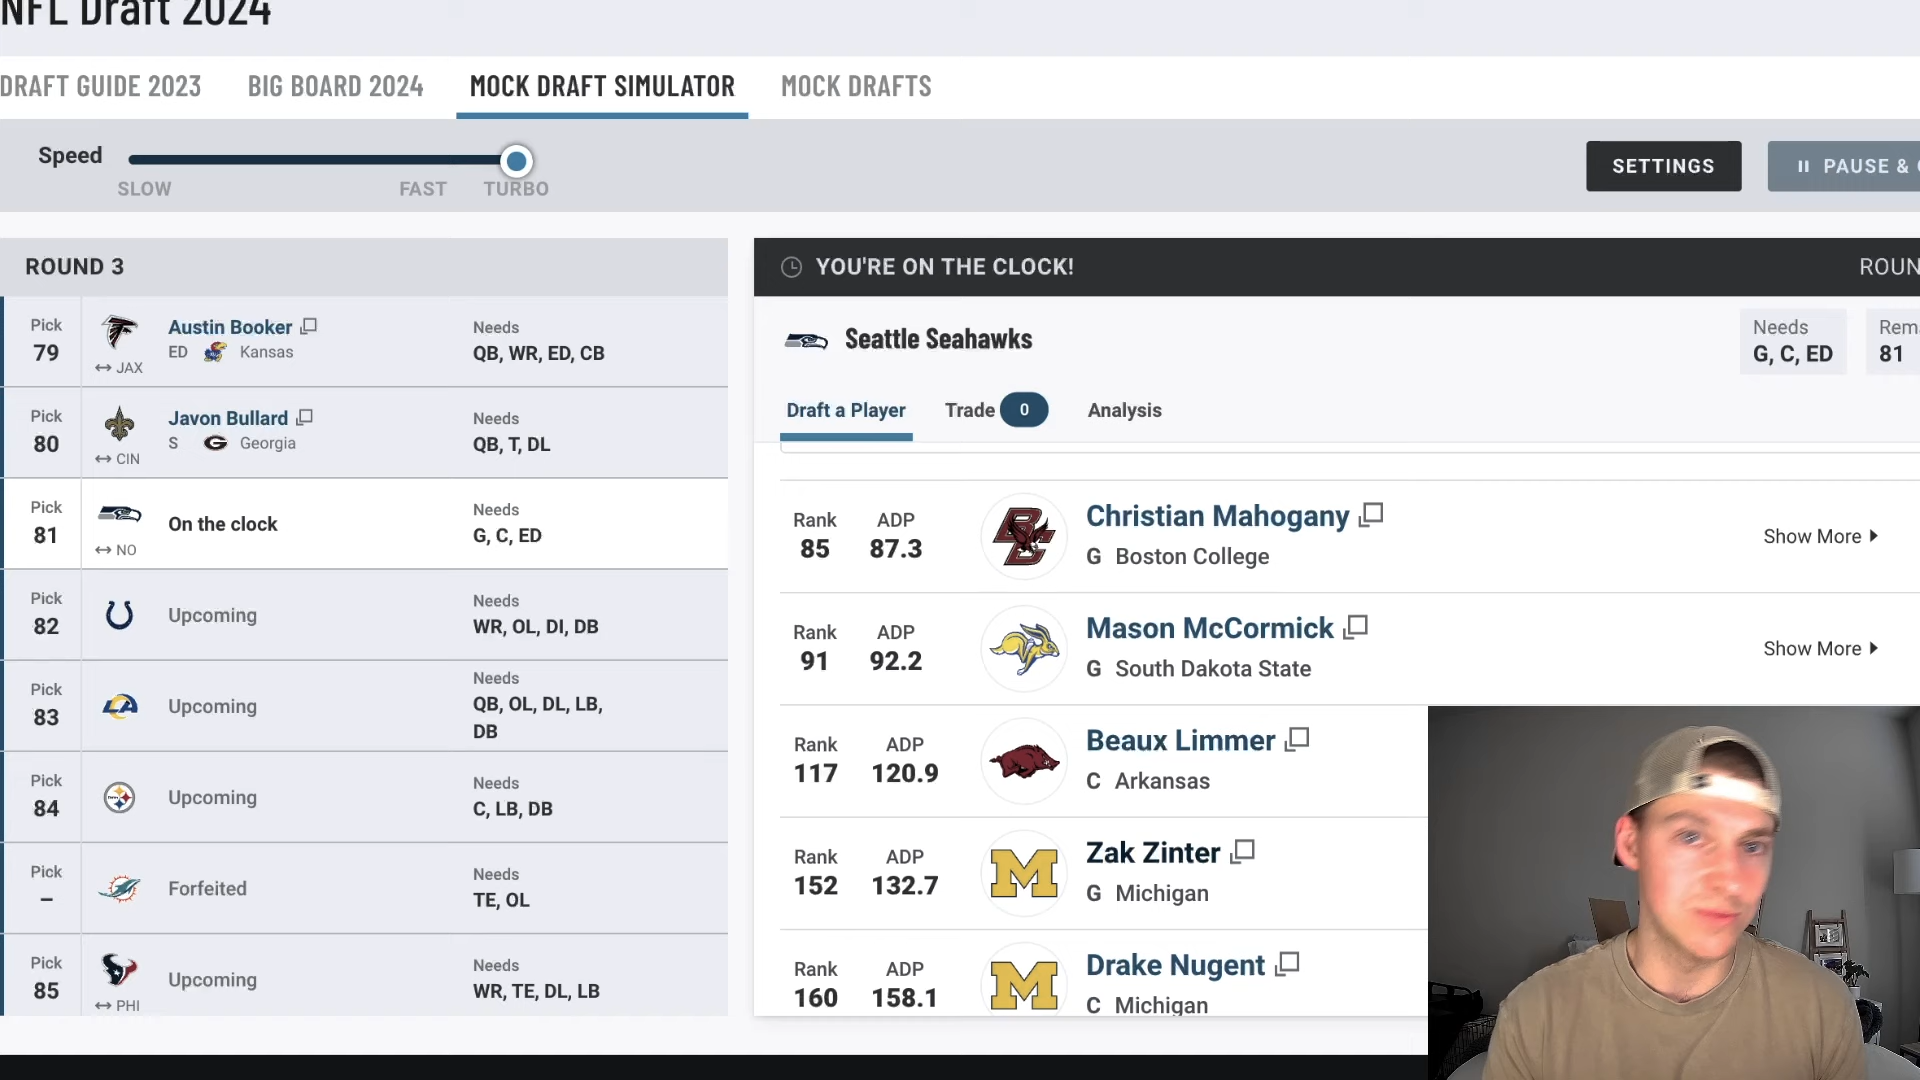 NFL Draft 2024
DRAFT GUIDE 2023 BIG BOARD 2024 MOCK DRAFT SIMULATOR MOCK DRAFTS
Speed
SLOW FAST TURBO
SETTINGS
PAUSE &
ROUND 3
Pick
79
JAX
Austin Booker
ED Kansas
Needs
QB, WR, ED, CB
Pick
80
CIN
Javon Bullard
S Georgia
Needs
QB, T, DL
Pick
81
NO
On the clock
Needs
G, C, ED
Pick
82
Upcoming
Needs
WR, OL, DI, DB
Pick
83
Upcoming
Needs
QB, OL, DL, LB,
DB
Pick
84
Upcoming
Needs
C, LB, DB
Pick
–
Forfeited
Needs
TE, OL
Pick
85
PHI
Upcoming
Needs
WR, TE, DL, LB
YOU'RE ON THE CLOCK!
ROUN
Seattle Seahawks
Needs
G, C, ED
Rem
81
Draft a Player Trade 0 Analysis
Rank ADP
85 87.3
Christian Mahogany
G Boston College
Show More
Rank ADP
91 92.2
Mason McCormick
G South Dakota State
Show More
Rank ADP
117 120.9
Beaux Limmer
C Arkansas
Rank ADP
152 132.7
Zak Zinter
G Michigan
Rank ADP
160 158.1
Drake Nugent
C Michigan